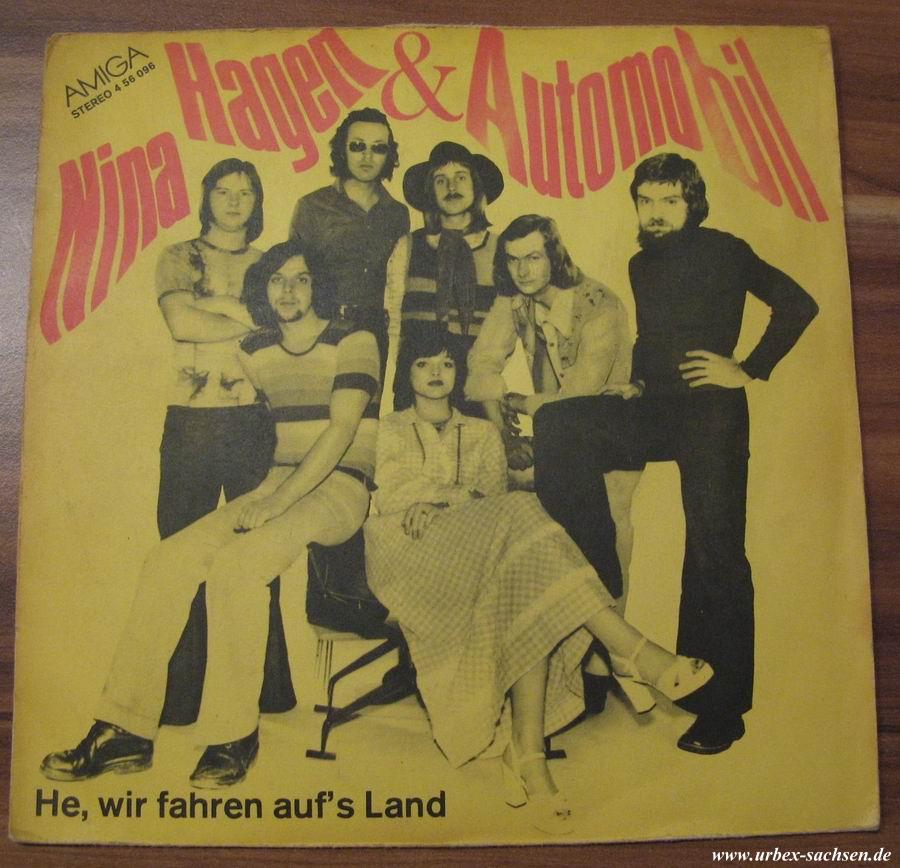 AMIGA
STEREO 4 56 096
Nina Hagen & Automobil
He, wir fahren auf's Land
www.urbex-sachsen.de